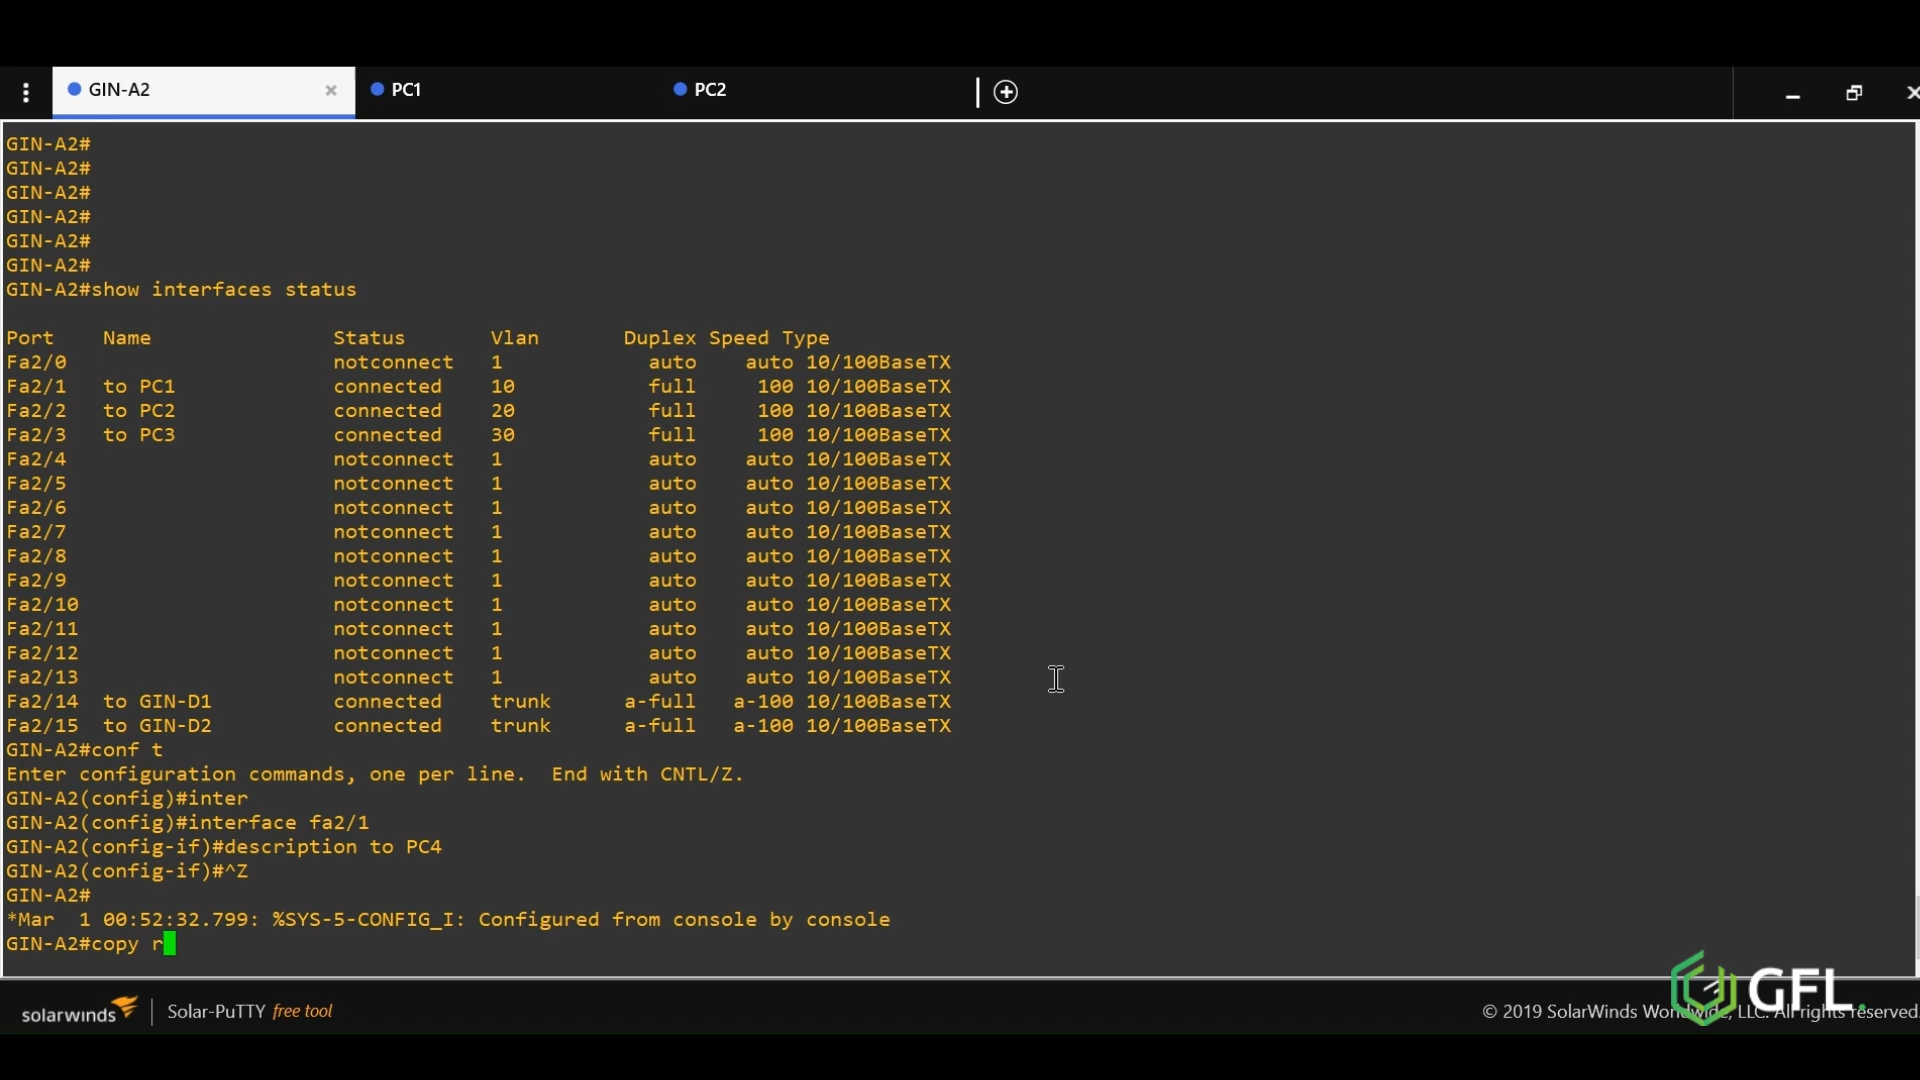 GIN-A2
PC1
PC2
GIN-A2#
GIN-A2#
GIN-A2#
GIN-A2#
GIN-A2#
GIN-A2#
GIN-A2#show interfaces status
Port Name Status Vlan Duplex Speed Type
Fa2/0 notconnect 1 auto auto 10/100BaseTX
Fa2/1 to PC1 connected 10 full 100 10/100BaseTX
Fa2/2 to PC2 connected 20 full 100 10/100BaseTX
Fa2/3 to PC3 connected 30 full 100 10/100BaseTX
Fa2/4 notconnect 1 auto auto 10/100BaseTX
Fa2/5 notconnect 1 auto auto 10/100BaseTX
Fa2/6 notconnect 1 auto auto 10/100BaseTX
Fa2/7 notconnect 1 auto auto 10/100BaseTX
Fa2/8 notconnect 1 auto auto 10/100BaseTX
Fa2/9 notconnect 1 auto auto 10/100BaseTX
Fa2/10 notconnect 1 auto auto 10/100BaseTX
Fa2/11 notconnect 1 auto auto 10/100BaseTX
Fa2/12 notconnect 1 auto auto 10/100BaseTX
Fa2/13 notconnect 1 auto auto 10/100BaseTX
Fa2/14 to GIN-D1 connected trunk a-full a-100 10/100BaseTX
Fa2/15 to GIN-D2 connected trunk a-full a-100 10/100BaseTX
GIN-A2#conf t
Enter configuration commands, one per line. End with CNTL/Z.
GIN-A2(config)#inter
GIN-A2(config)#interface fa2/1
GIN-A2(config-if)#description to PC4
GIN-A2(config-if)#^Z
GIN-A2#
*Mar 1 00:52:32.799: %SYS-5-CONFIG_I: Configured from console by console
GIN-A2#copy r
GFL.
solarwinds Solar-PuTTY free tool
© 2019 SolarWinds Worldwide, LLC. All rights reserved.